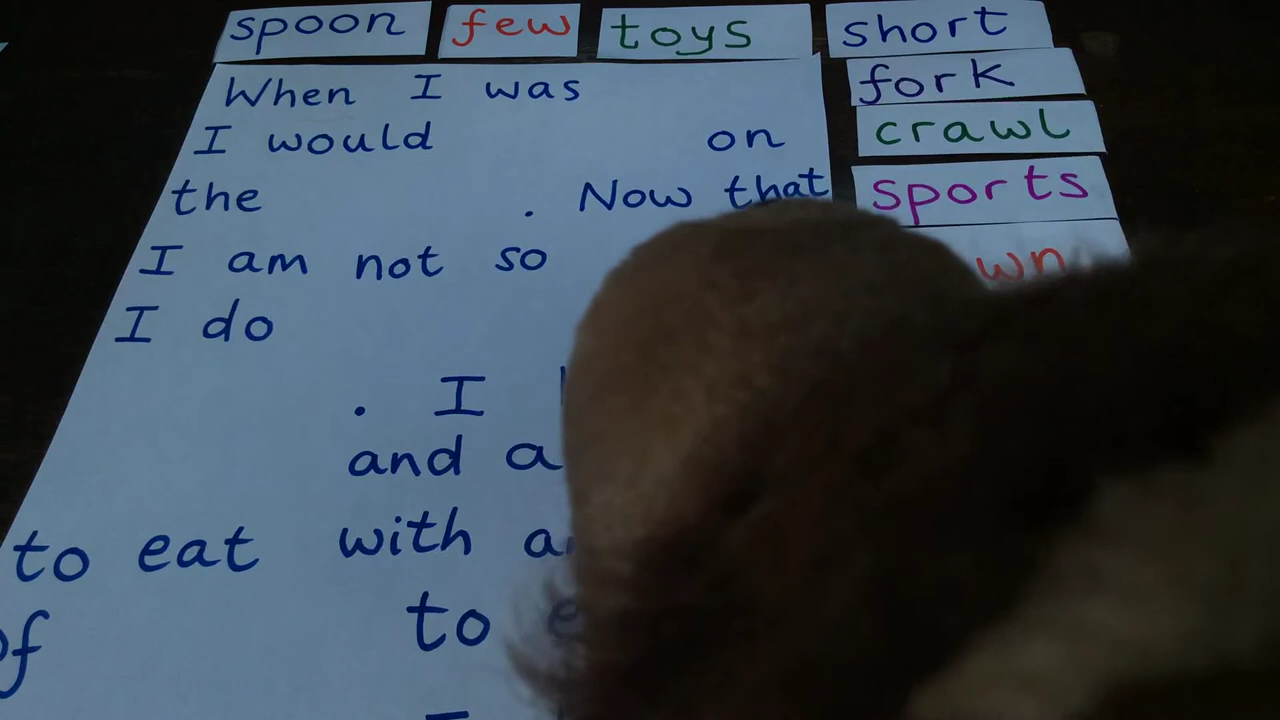 spoon few toys short
fork
crawl
sports
When I was
I would on
the . Now that
I am not so
I do
. I
and a
to eat with
of to